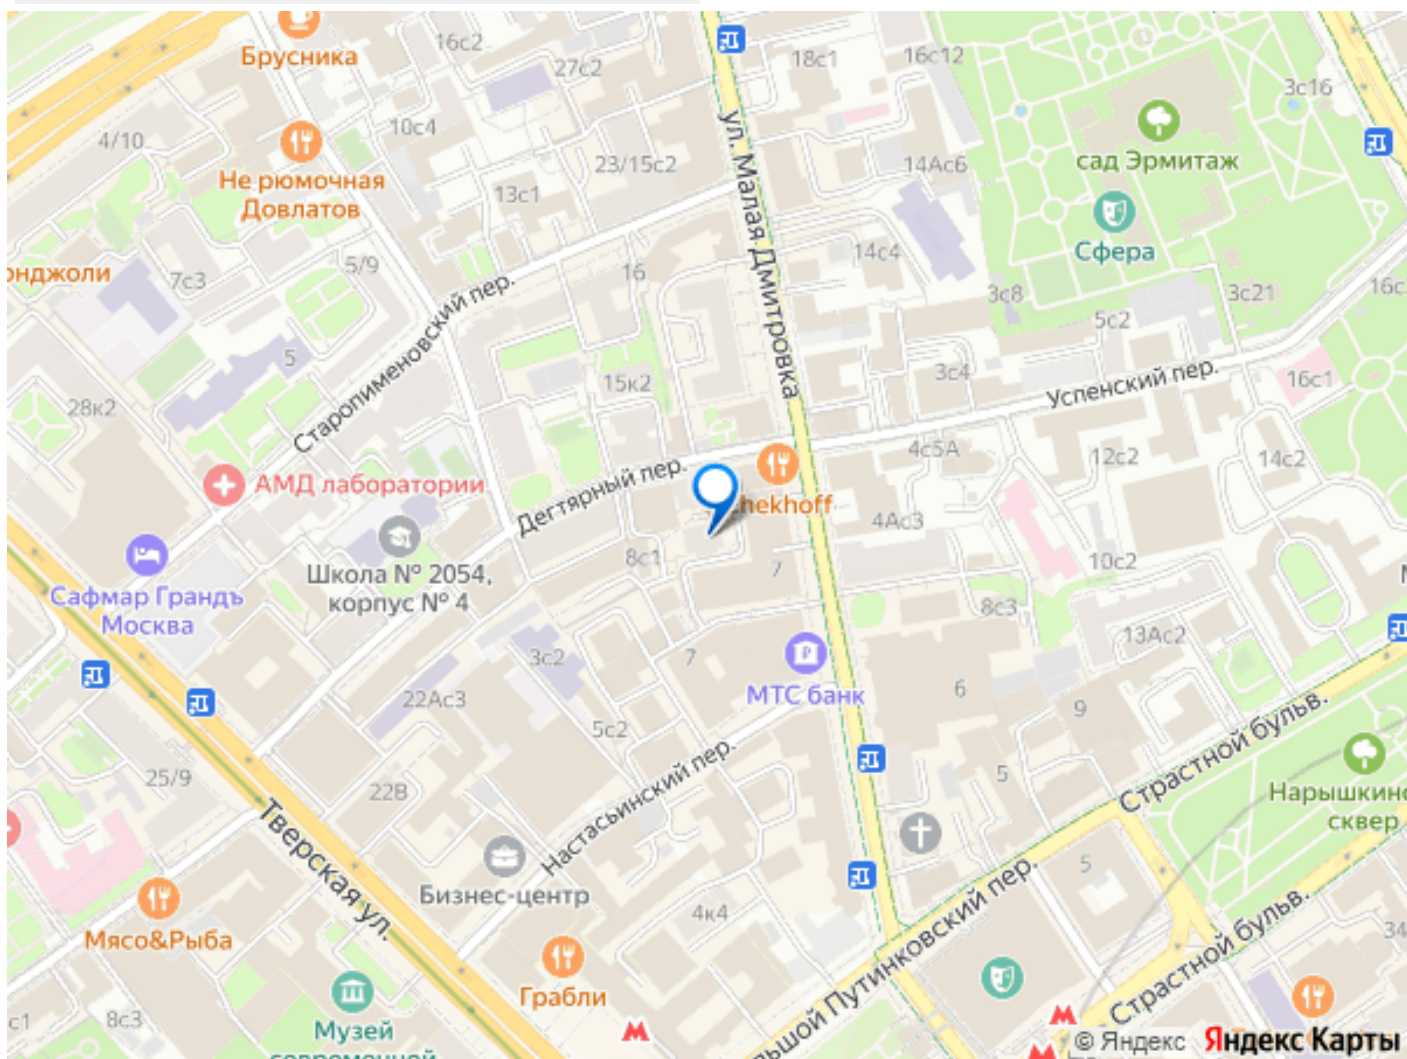 Брусника
16с2
27с2
18с1
16с12
3с16
4/10
10с4
ул. Малая Дмитровка
сад Эрмитаж
23/15с2
14Ас6
Не рюмочная
Довлатов
13с1
Сфера
14с4
5/9
16
7с3
3с8
3с21
5с2
Старопименовский пер.
5
15к2
3с4
Успенский пер.
16с1
28к2
4с5А
12с2
14с2
АМД лаборатории
Дегтярный пер.
4Ас3
Школа № 2054,
корпус № 4
8с1
7
10с2
Сафмар Грандъ
Москва
8с3
13Ас2
3с2
7
МТС банк
22Ас3
6
9
5с2
25/9
22В
Настасьинский пер.
5
Страстной бульв.
сквер
Тверская ул.
Бизнес-центр
5
4к4
Мясо&Рыба
Грабли
Страстной бульв.
8с3
Музей
© Яндекс
Яндекс Карты